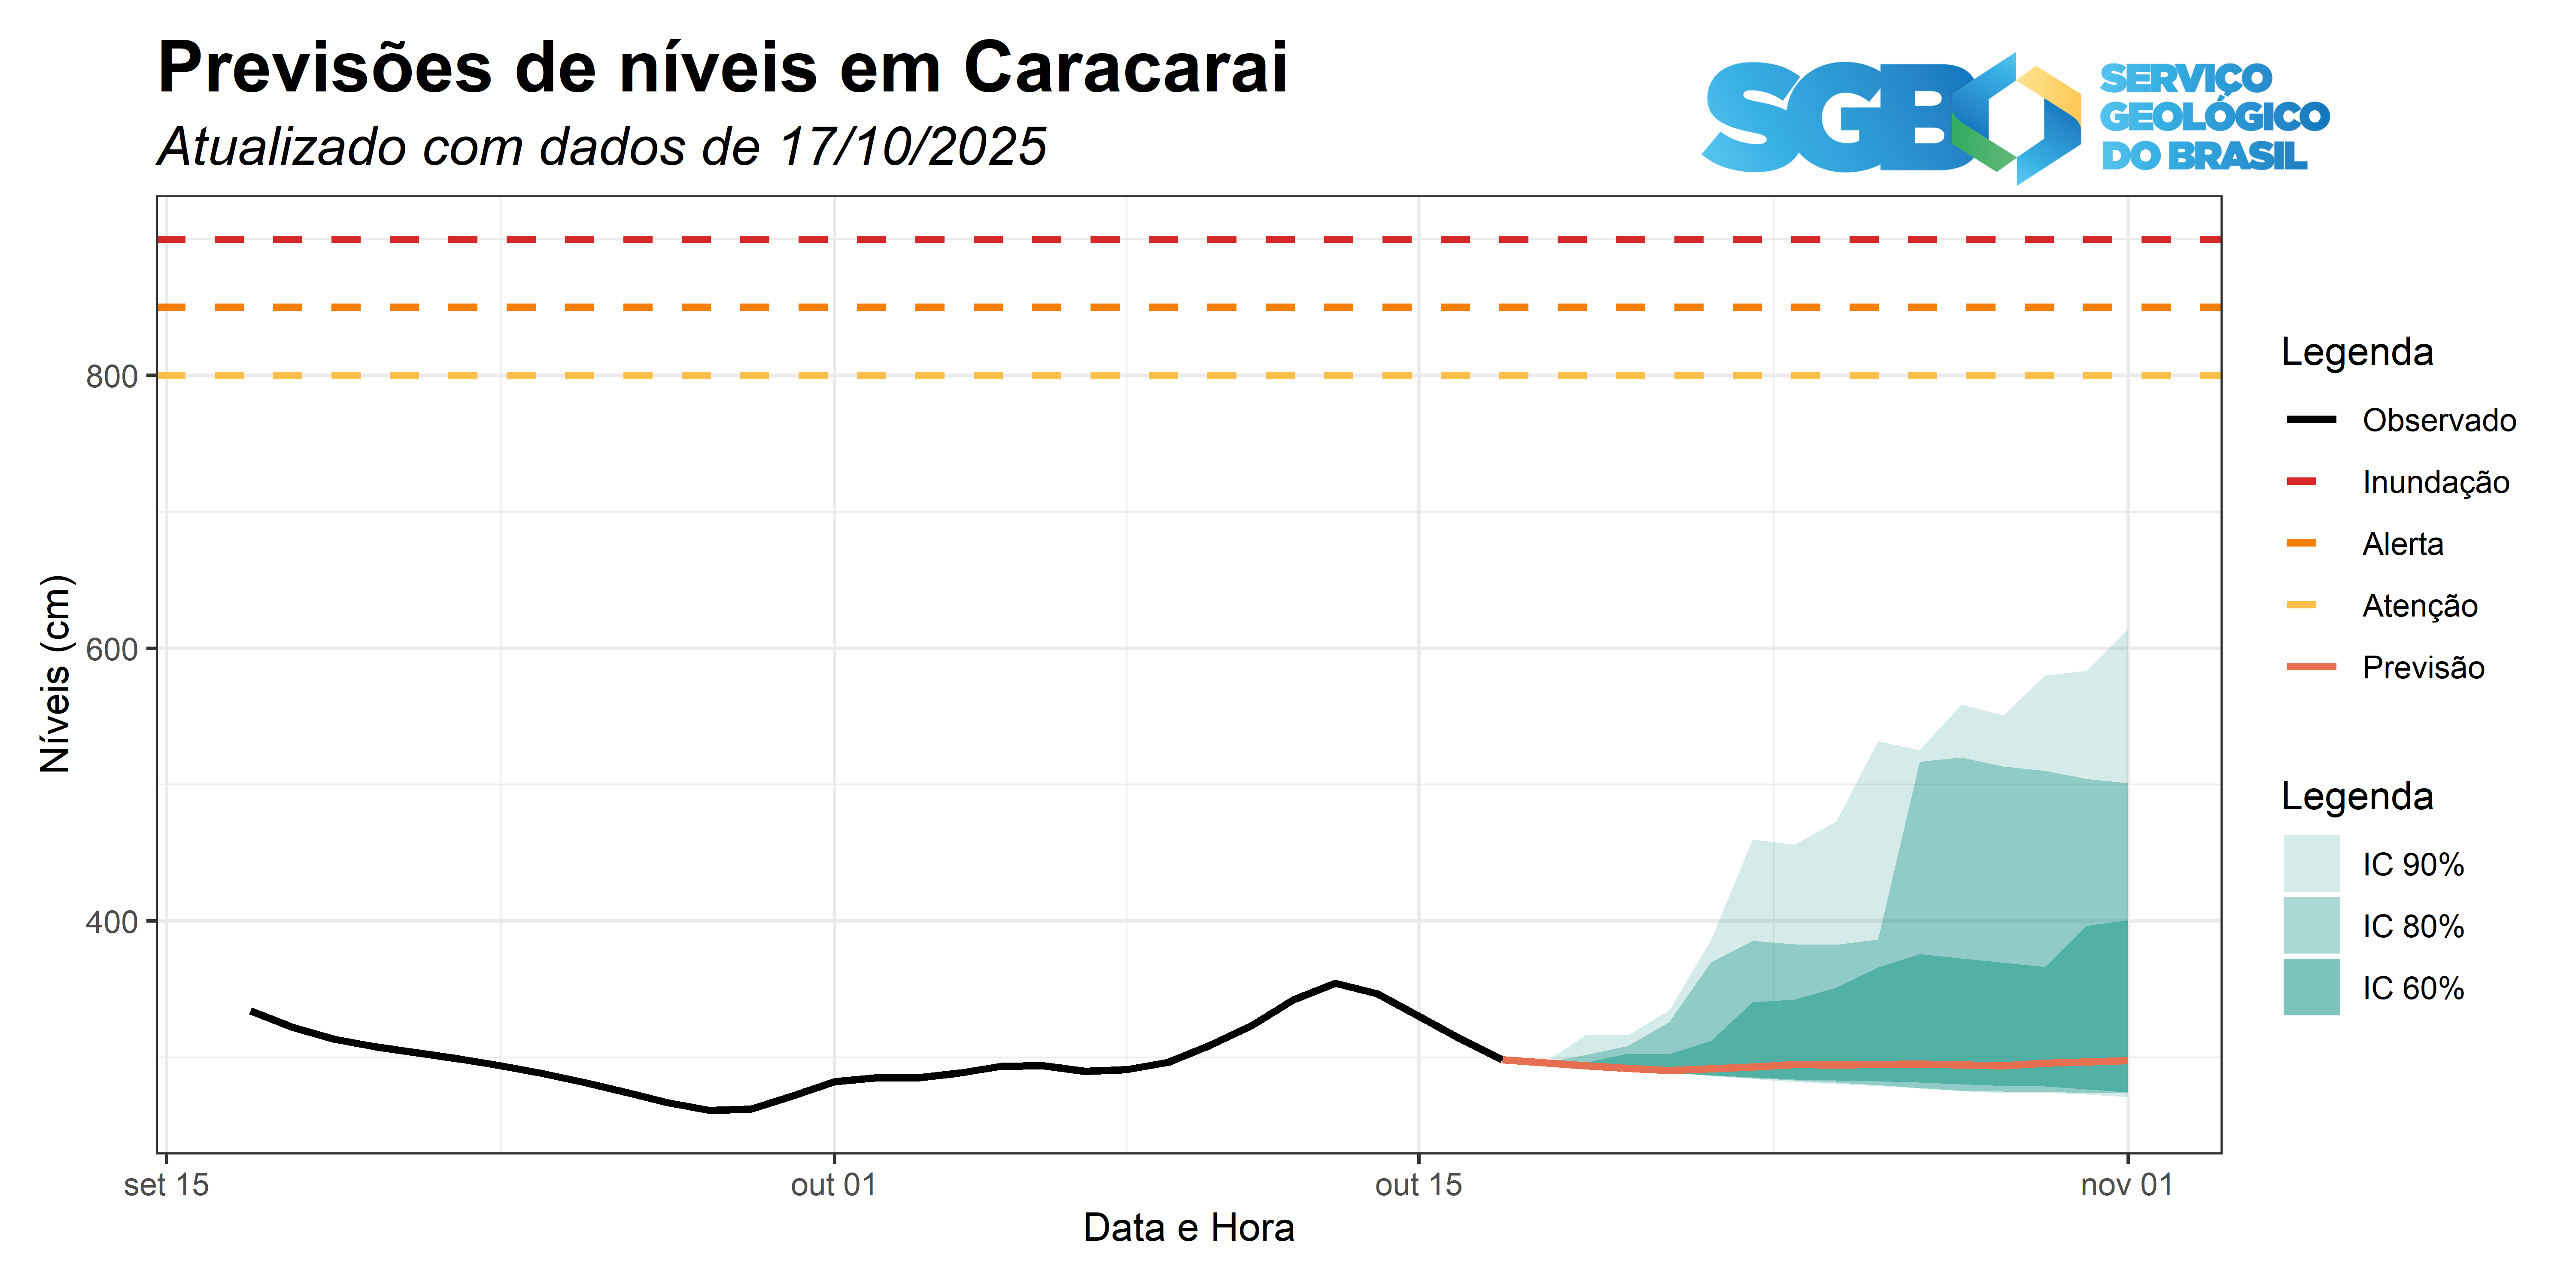 Previsões de níveis em Caracarai
Atualizado com dados de 17/10/2025
SGB
SERVIÇO
GEOLÓGICO
DO BRASIL
Níveis (cm)
800
600
400
set 15
out 01
out 15
nov 01
Data e Hora
Legenda
Observado
Inundação
Alerta
Atenção
Previsão
Legenda
IC 90%
IC 80%
IC 60%